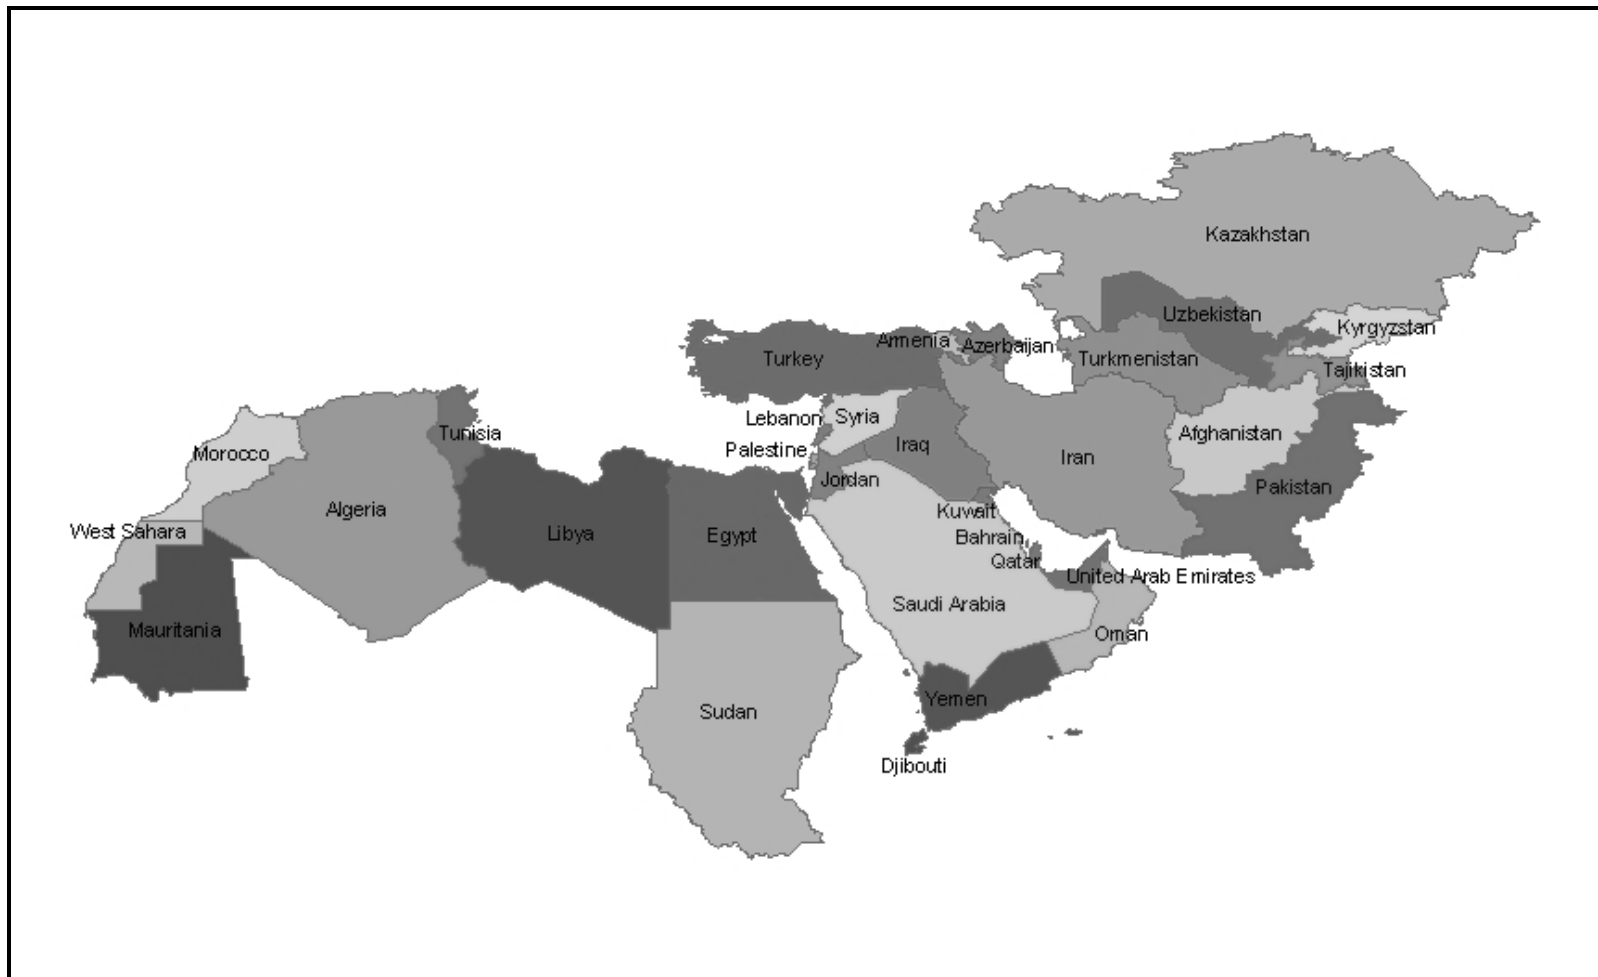 Kazakhstan
Uzbekistan
Kyrgyzstan
Armenia
Azerbaijan
Turkey
Turkmenistan
Tajikistan
Lebanon
Syria
Tunisia
Afghanistan
Palestine
Iraq
Morocco
Iran
Jordan
Pakistan
Algeria
Kuwait
West Sahara
Libya
Egypt
Bahrain
Qatar
United Arab Emirates
Saudi Arabia
Mauritania
Oman
Yemen
Sudan
Djibouti